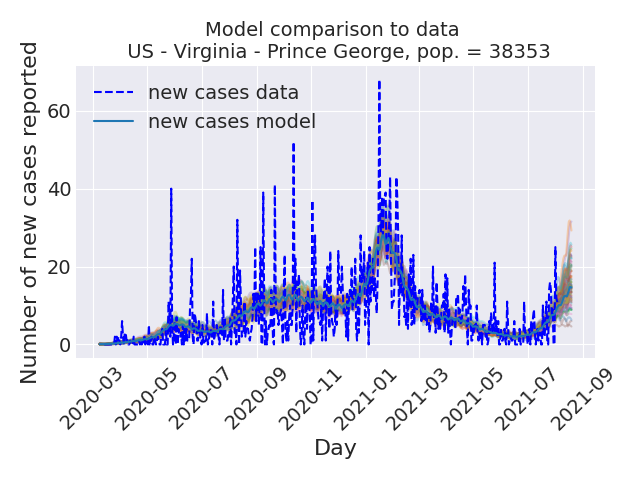 Model comparison to data
US - Virginia - Prince George, pop. = 38353
Number of new cases reported
60
40
20
0
new cases data
new cases model
2020-03
2020-05
2020-07
2020-09
2020-11
2021-01
2021-03
2021-05
2021-07
2021-09
Day